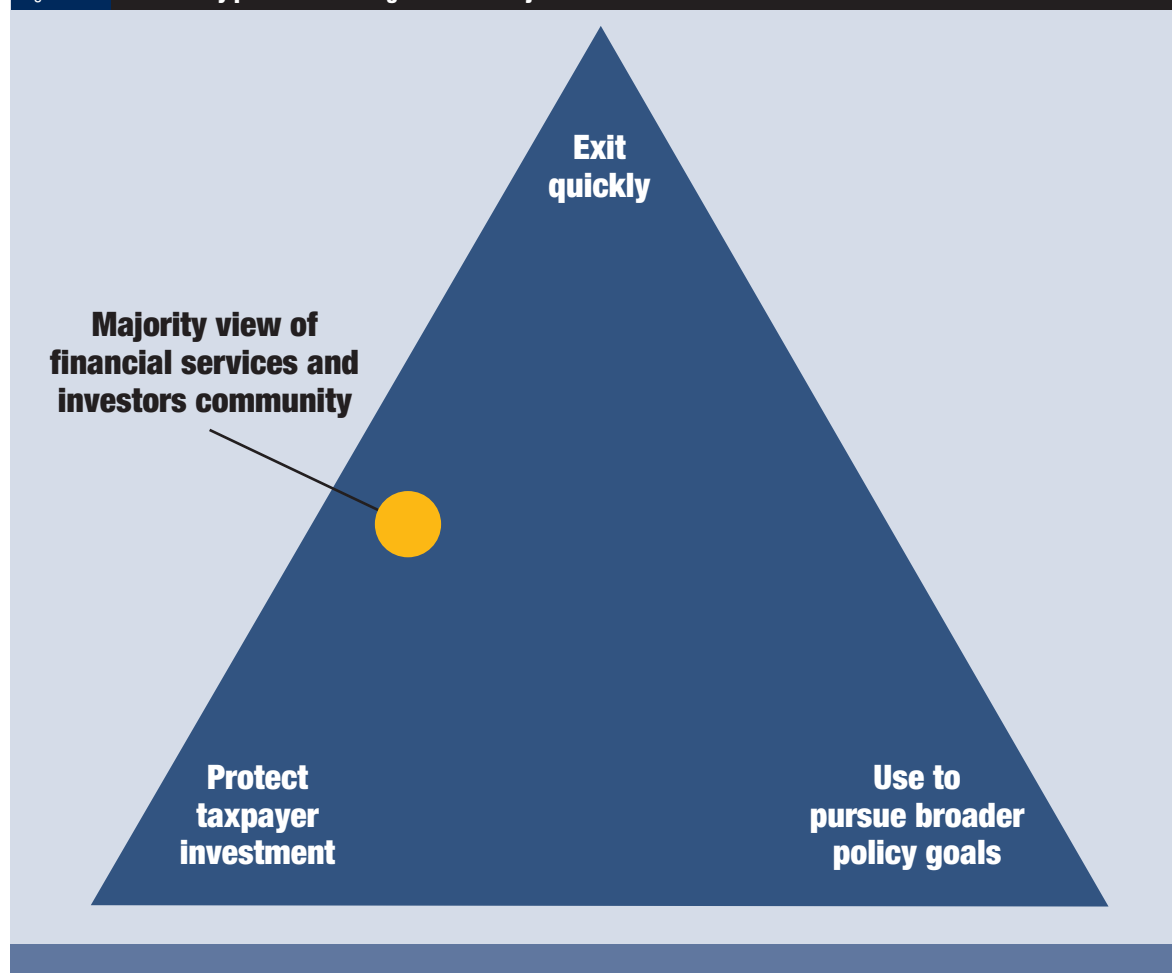 Exit
quickly
Majority view of
financial services and
investors community
Protect
taxpayer
investment
Use to
pursue broader
policy goals